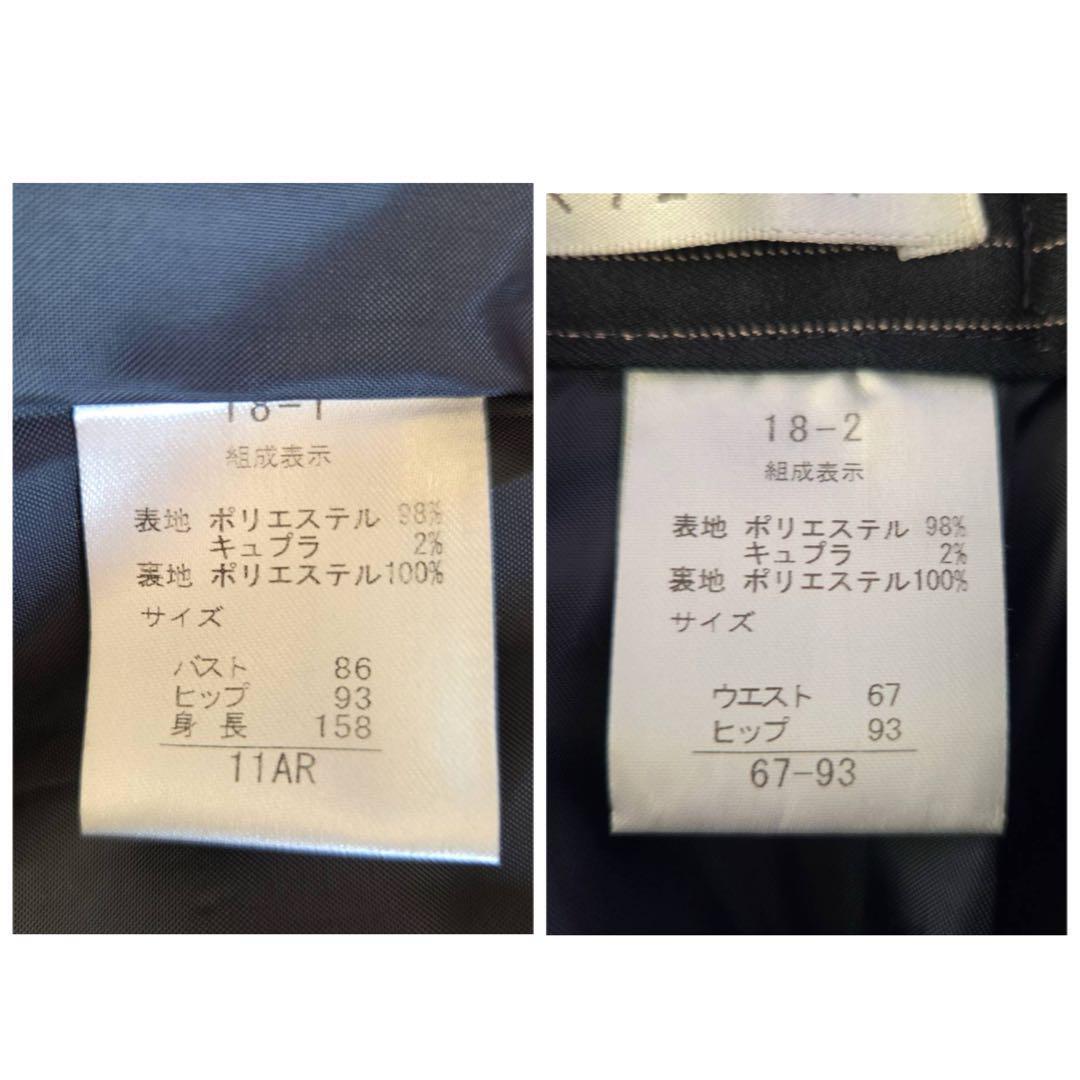 18-1
組成表示
表地 ポリエステル 98%
キュプラ 2%
裏地 ポリエステル100%
サイズ
バスト 86
ヒップ 93
身長 158
11AR
18-2
組成表示
表地 ポリエステル 98%
キュプラ 2%
裏地 ポリエステル100%
サイズ
ウエスト 67
ヒップ 93
67-93